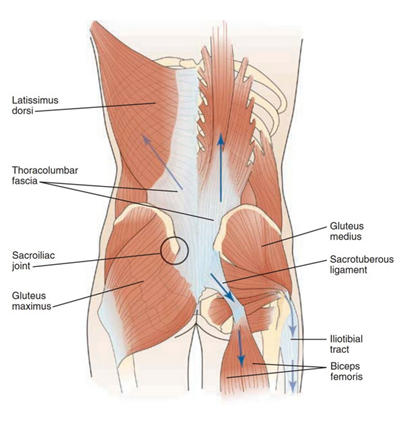 Latissimus
dorsi
Thoracolumbar
fascia
Sacroiliac
joint
Gluteus
maximus
Gluteus
medius
Sacrotuberous
ligament
Iliotibial
tract
Biceps
femoris